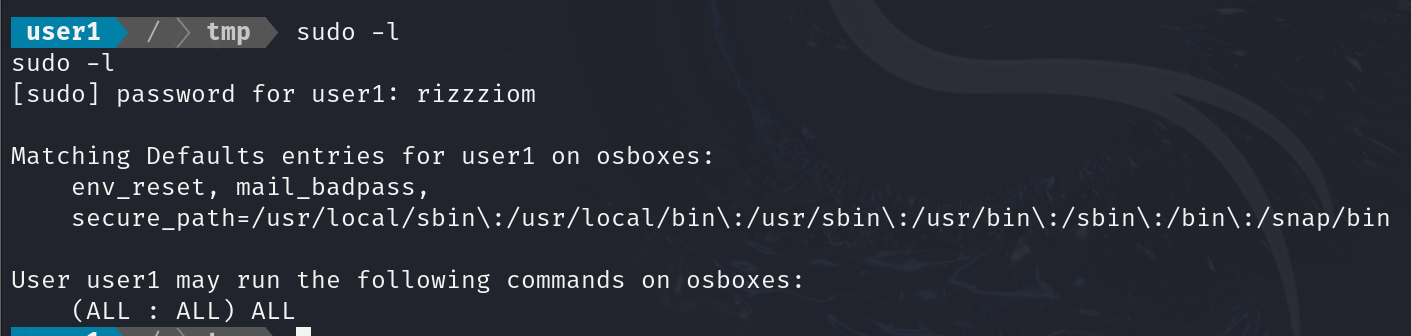 user1 / tmp sudo -l
sudo -l
[sudo] password for user1: rizzziom
Matching Defaults entries for user1 on osboxes:
env_reset, mail_badpass,
secure_path=/usr/local/sbin\:/usr/local/bin\:/usr/sbin\:/usr/bin\:/sbin\:/bin\:/snap/bin
User user1 may run the following commands on osboxes:
(ALL : ALL) ALL